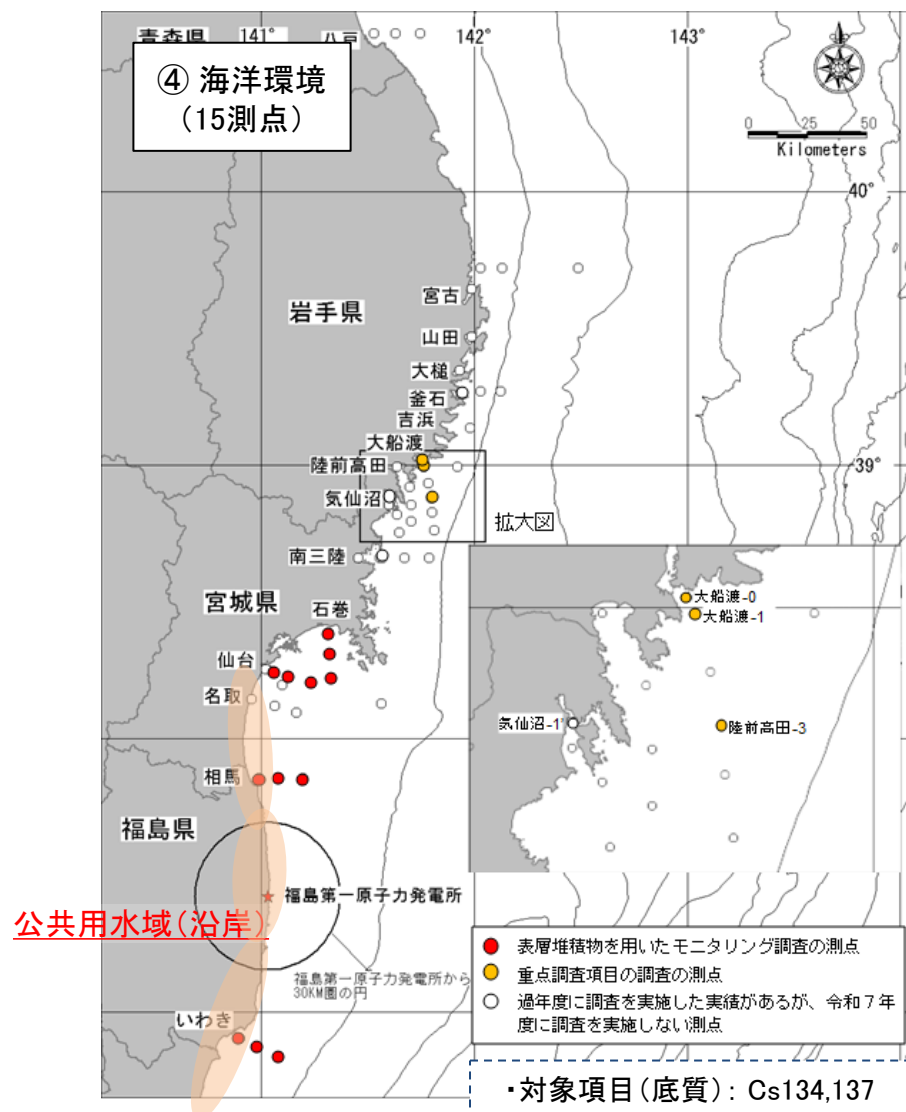 青森県
141°
八戸
142°
143°
④ 海洋環境
(15測点)
0 25 50
Kilometers
40°
宮古
岩手県
山田
大槌
釜石
吉浜
大船渡
陸前高田
39°
気仙沼
拡大図
南三陸
宮城県
石巻
仙台
名取
大船渡-0
大船渡-1
気仙沼-1
陸前高田-3
相馬
福島県
福島第一原子力発電所
公共用水域(沿岸)
福島第一原子力発電所から
30KM圏の円
いわき
表層堆積物を用いたモニタリング調査の測点
重点調査項目の調査の測点
過年度に調査を実施した実績があるが、令和7年
度に調査を実施しない測点
・対象項目(底質): Cs134,137